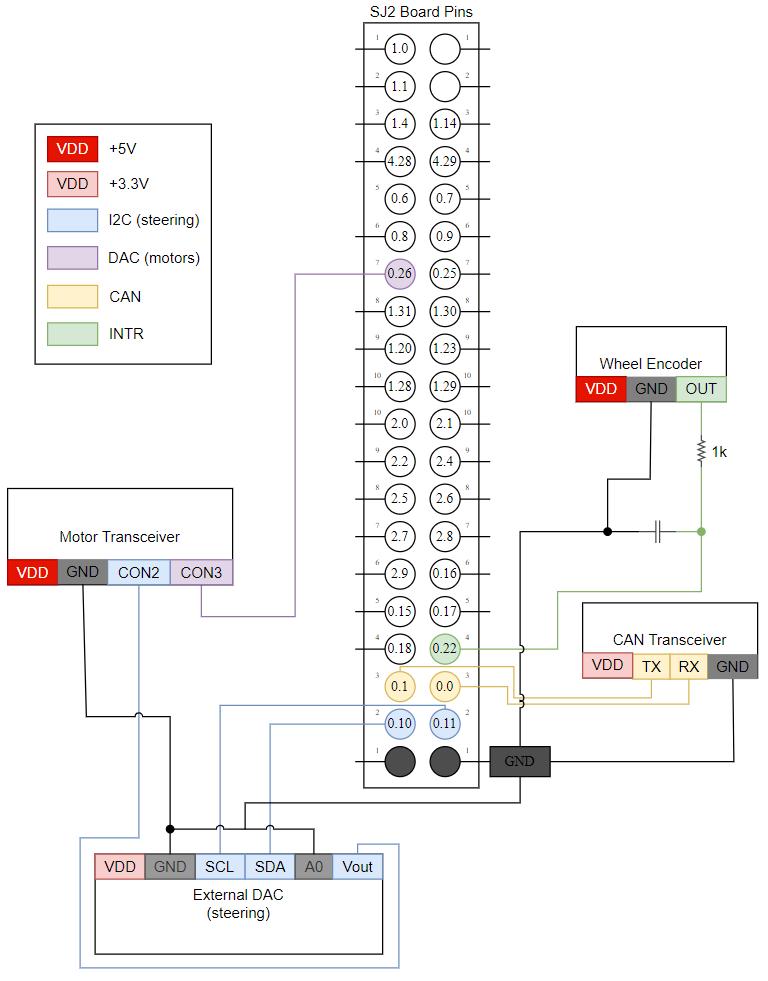 SJ2 Board Pins
1 1.0 1
2 1.1 2
3 1.4 1.14 3
4 4.28 4.29 4
5 0.6 0.7 5
6 0.8 0.9 6
7 0.26 0.25 7
8 1.31 1.30 8
9 1.20 1.23 9
10 1.28 1.29 10
10 2.0 2.1 10
9 2.2 2.4 9
8 2.5 2.6 8
7 2.7 2.8 7
6 2.9 0.16 6
5 0.15 0.17 5
4 0.18 0.22 4
3 0.1 0.0 3
2 0.10 0.11 2
1 1 GND
VDD +5V
VDD +3.3V
I2C (steering)
DAC (motors)
CAN
INTR
Wheel Encoder
VDD GND OUT
1k
Motor Transceiver
VDD GND CON2 CON3
CAN Transceiver
VDD TX RX GND
VDD GND SCL SDA A0 Vout
External DAC
(steering)